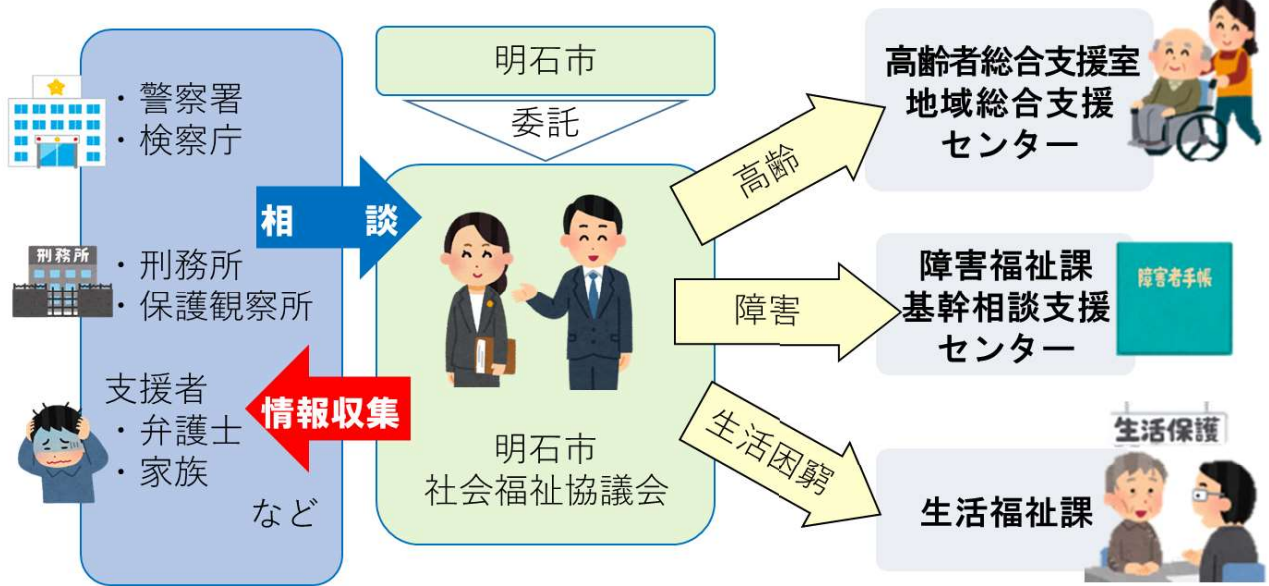 ・警察署
・検察庁
刑務所
・刑務所
・保護観察所
支援者
・弁護士
・家族
など
相　談
情報収集
明石市
委託
明石市
社会福祉協議会
高齢
障害
生活困窮
高齢者総合支援室
地域総合支援
センター
障害福祉課
基幹相談支援
センター
障害者手帳
生活保護
生活福祉課